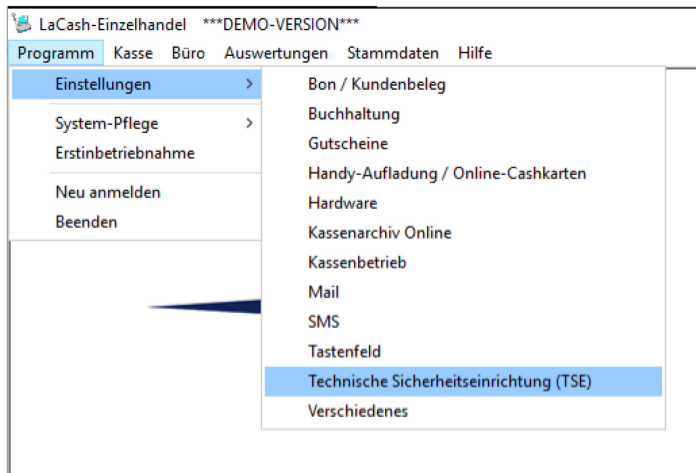 LaCash-Einzelhandel ***DEMO-VERSION***
Programm Kasse Büro Auswertungen Stammdaten Hilfe
Einstellungen >
System-Pflege >
Erstinbetriebnahme
Neu anmelden
Beenden
Bon / Kundenbeleg
Buchhaltung
Gutscheine
Handy-Aufladung / Online-Cashkarten
Hardware
Kassenarchiv Online
Kassenbetrieb
Mail
SMS
Tastenfeld
Technische Sicherheitseinrichtung (TSE)
Verschiedenes